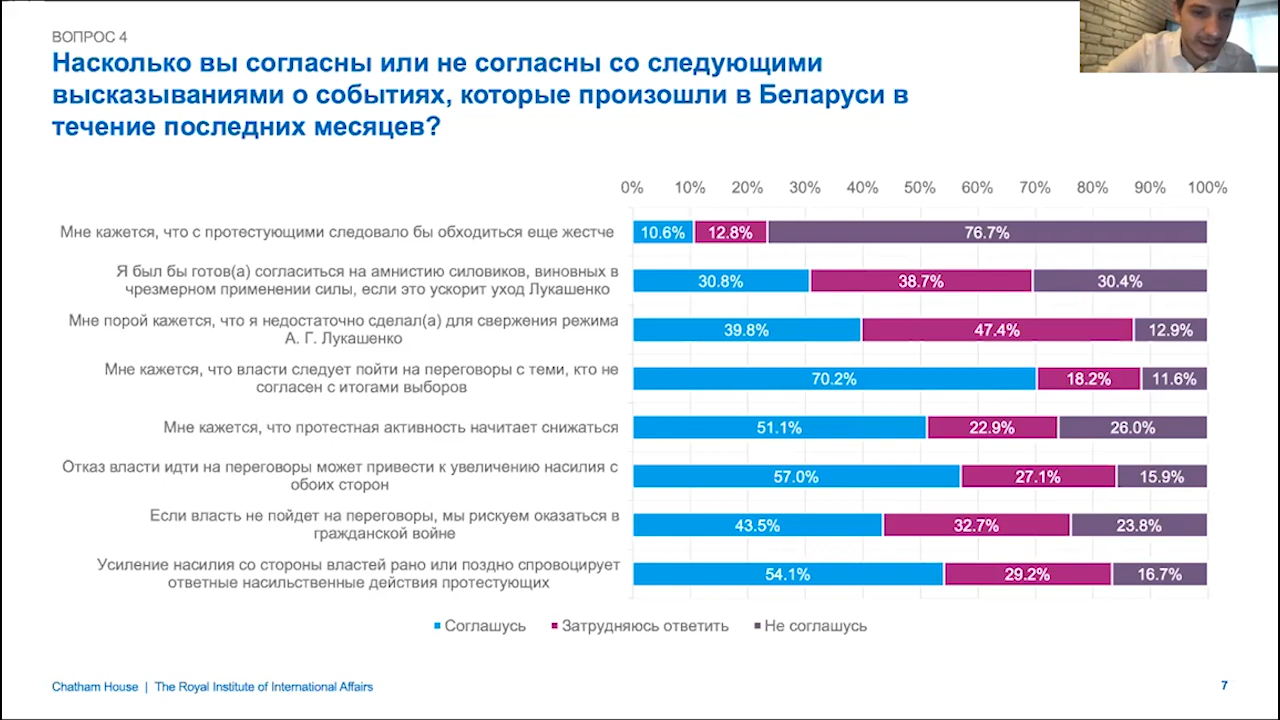 ВОПРОС 4
Насколько вы согласны или не согласны со следующими
высказываниями о событиях, которые произошли в Беларуси в
течение последних месяцев?
0% 10% 20% 30% 40% 50% 60% 70% 80% 90% 100%
Мне кажется, что с протестующими следовало бы обходиться еще жестче
10.6% 12.8% 76.7%
Я был бы готов(а) согласиться на амнистию силовиков, виновных в
чрезмерном применении силы, если это ускорит уход Лукашенко
30.8% 38.7% 30.4%
Мне порой кажется, что я недостаточно сделал(а) для свержения режима
А. Г. Лукашенко
39.8% 47.4% 12.9%
Мне кажется, что власти следует пойти на переговоры с теми, кто не
согласен с итогами выборов
70.2% 18.2% 11.6%
Мне кажется, что протестная активность начитает снижаться
51.1% 22.9% 26.0%
Отказ власти идти на переговоры может привести к увеличению насилия с
обоих сторон
57.0% 27.1% 15.9%
Если власть не пойдет на переговоры, мы рискуем оказаться в
гражданской войне
43.5% 32.7% 23.8%
Усиление насилия со стороны властей рано или поздно спровоцирует
ответные насильственные действия протестующих
54.1% 29.2% 16.7%
Соглашусь Затрудняюсь ответить Не соглашусь
Chatham House | The Royal Institute of International Affairs
7